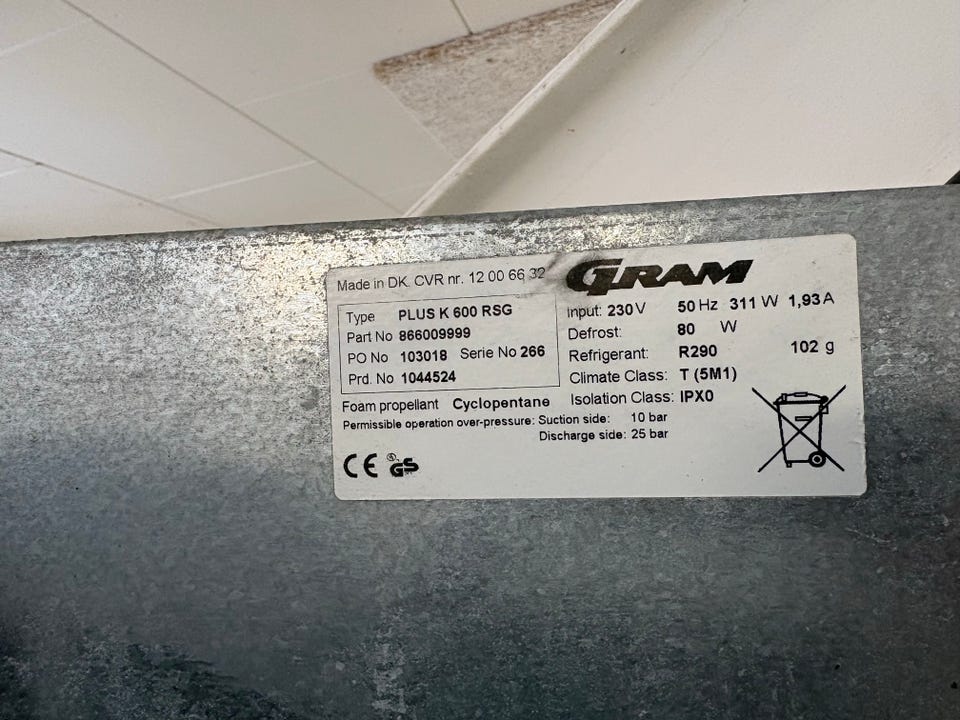 Made in DK. CVR nr. 12 00 66 32
GRAM
Type PLUS K 600 RSG
Part No 866009999
PO No 103018 Serie No 266
Prd. No 1044524
Foam propellant Cyclopentane
input: 230 V 50 Hz 311 W 1,93 A
Defrost: 80 W
Refrigerant: R290 102 g
Climate Class: T (5M1)
Isolation Class: IPX0
Permissible operation over-pressure: Suction side: 10 bar
Discharge side: 25 bar
CE GS